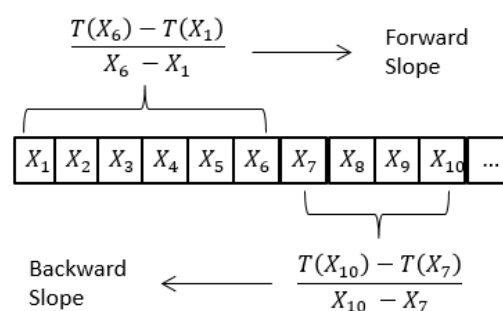 T(X₆) − T(X₁)
X₆ − X₁
Forward
Slope
X₁ X₂ X₃ X₄ X₅ X₆ X₇ X₈ X₉ X₁₀ ...
Backward
Slope
T(X₁₀) − T(X₇)
X₁₀ − X₇